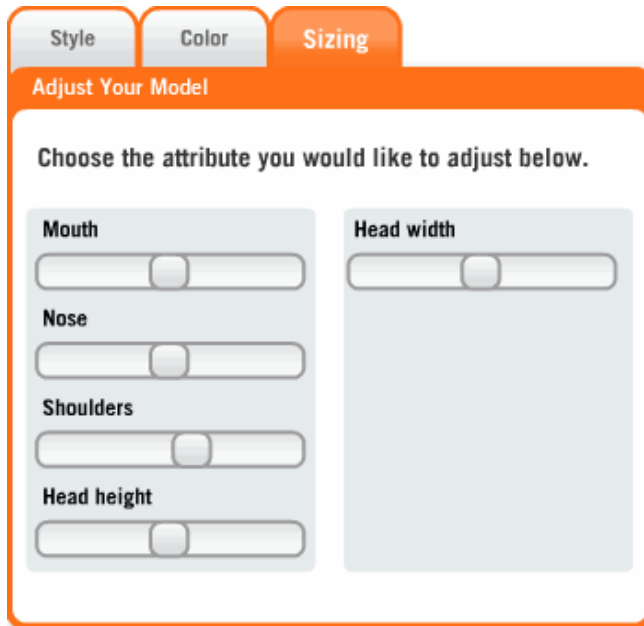 Style
Color
Sizing
Adjust Your Model
Choose the attribute you would like to adjust below.
Mouth
Nose
Shoulders
Head height
Head width